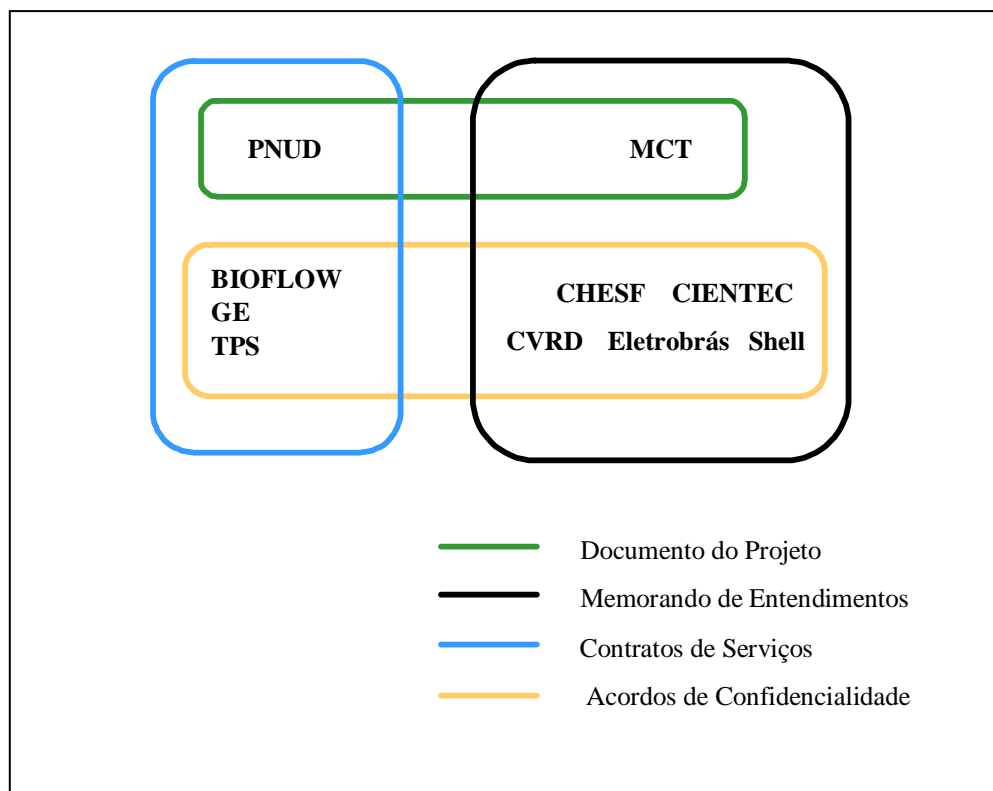 PNUD MCT
BIOFLOW
GE
TPS
CHESF CIENTEC
CVRD Eletrobrás Shell
Documento do Projeto
Memorando de Entendimentos
Contratos de Serviços
Acordos de Confidencialidade